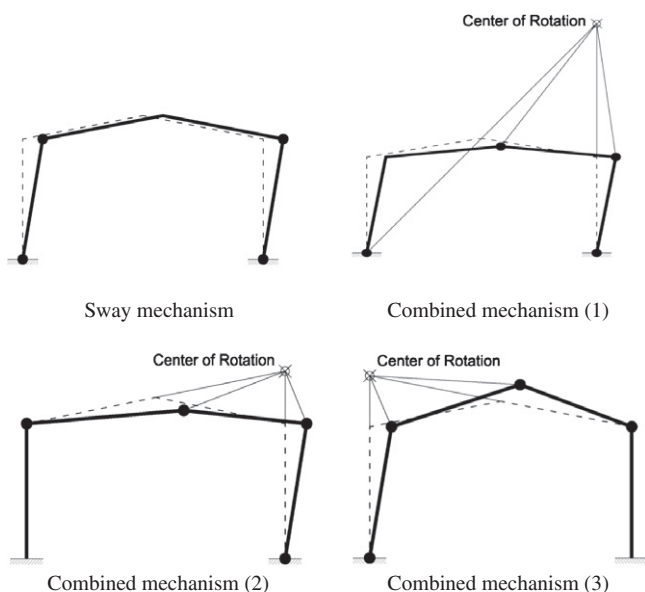 Center of Rotation
Sway mechanism
Combined mechanism (1)
Center of Rotation
Center of Rotation
Combined mechanism (2)
Combined mechanism (3)